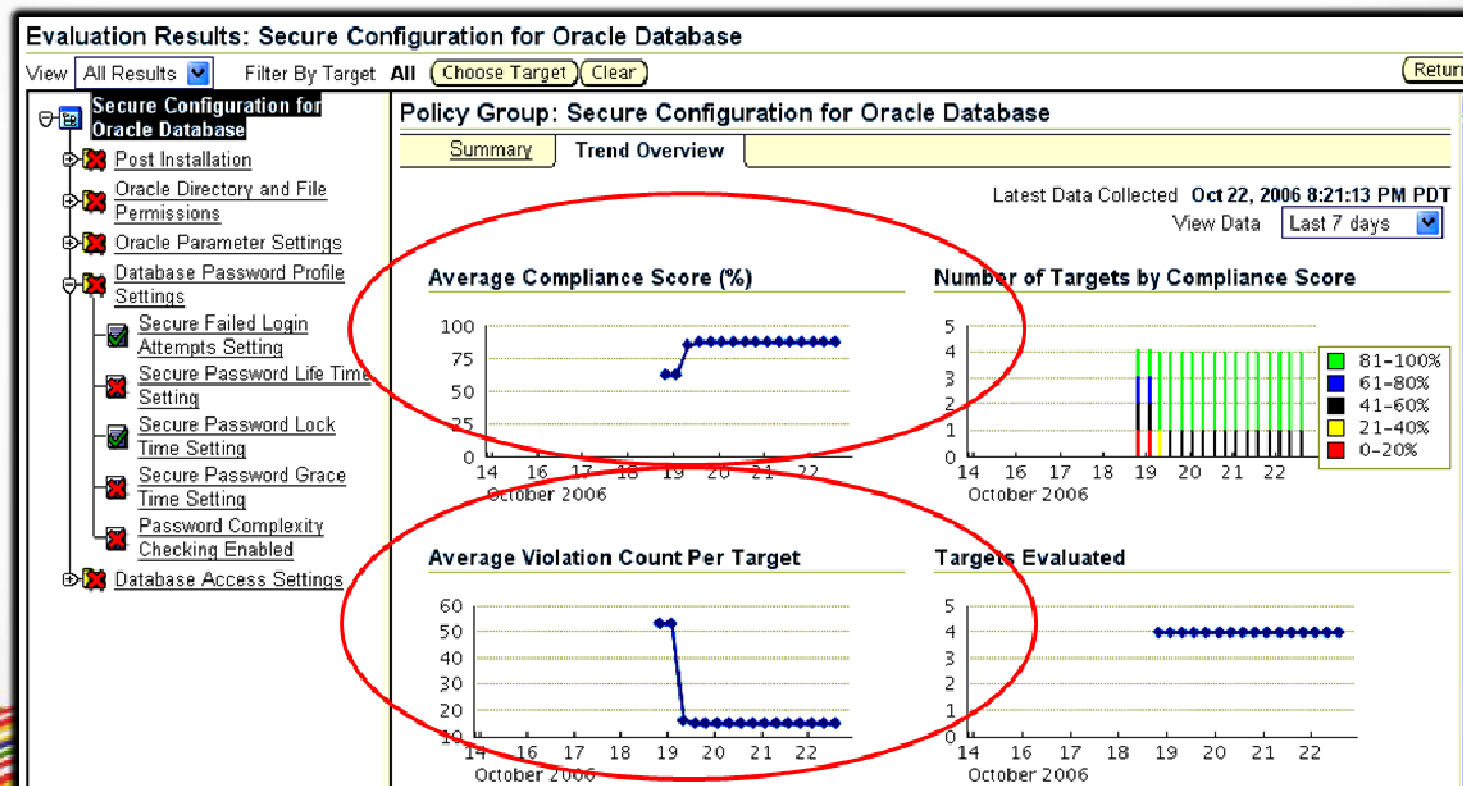 Evaluation Results: Secure Configuration for Oracle Database
View All Results Filter By Target All Choose Target Clear Return
Secure Configuration for
Oracle Database
Post Installation
Oracle Directory and File
Permissions
Oracle Parameter Settings
Database Password Profile
Settings
Secure Failed Login
Attempts Setting
Secure Password Life Time
Setting
Secure Password Lock
Time Setting
Secure Password Grace
Time Setting
Password Complexity
Checking Enabled
Database Access Settings
Policy Group: Secure Configuration for Oracle Database
Summary Trend Overview
Latest Data Collected Oct 22, 2006 8:21:13 PM PDT
View Data Last 7 days
Average Compliance Score (%)
100
75
50
25
0
14 16 17 18 19 20 21 22
October 2006
Number of Targets by Compliance Score
5
4
3
2
1
0
14 16 17 18 19 20 21 22
October 2006
81-100%
61-80%
41-60%
21-40%
0-20%
Average Violation Count Per Target
60
50
40
30
20
10
14 16 17 18 19 20 21 22
October 2006
Targets Evaluated
5
4
3
2
1
0
14 16 17 18 19 20 21 22
October 2006